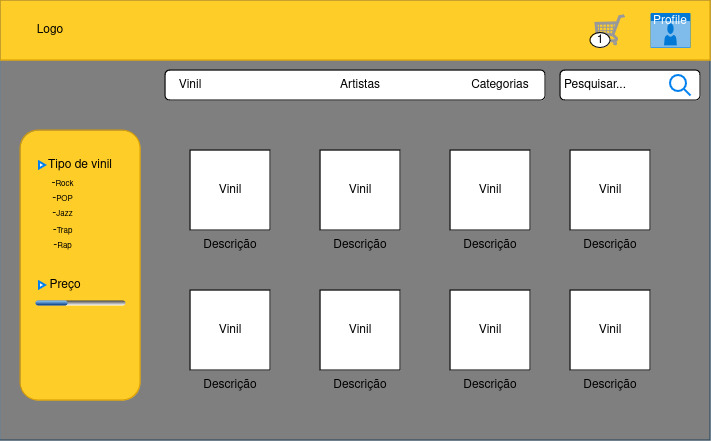 Logo
1
Profile
Vinil
Artistas
Categorias
Pesquisar...
Tipo de vinil
-Rock
-POP
-Jazz
-Trap
-Rap
Preço
Vinil
Vinil
Vinil
Vinil
Descrição
Descrição
Descrição
Descrição
Vinil
Vinil
Vinil
Vinil
Descrição
Descrição
Descrição
Descrição